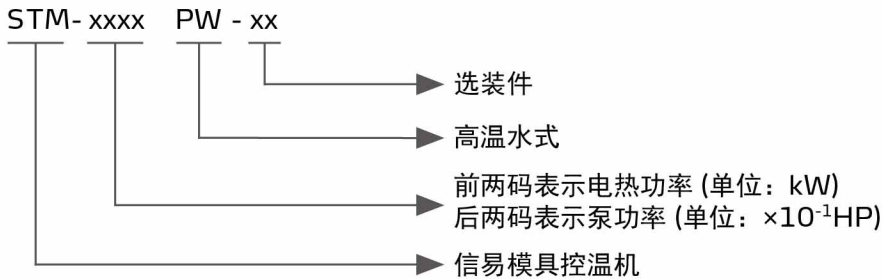 STM- xxxx PW - xx
选装件
高温水式
前两码表示电热功率 (单位：kW)
后两码表示泵功率 (单位：×10⁻¹HP)
信易模具控温机